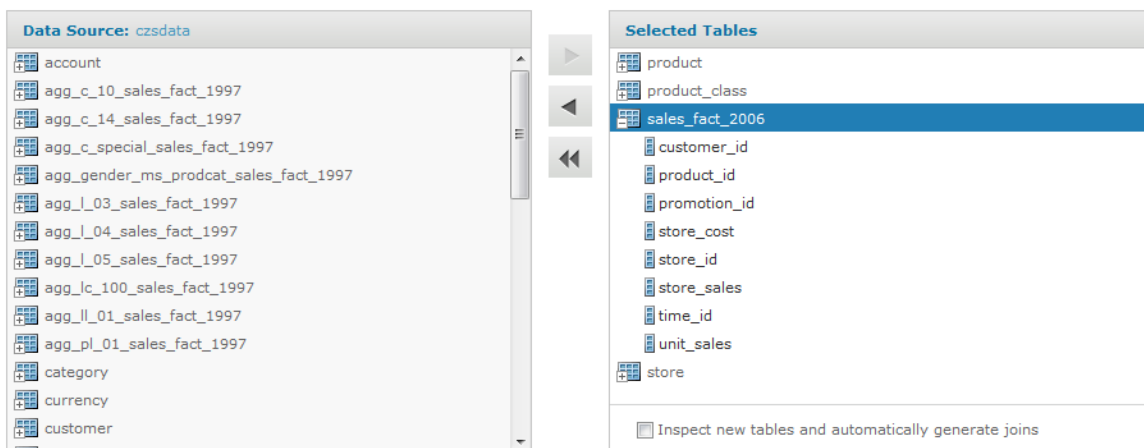 Data Source: czsdata
account
agg_c_10_sales_fact_1997
agg_c_14_sales_fact_1997
agg_c_special_sales_fact_1997
agg_gender_ms_prodcat_sales_fact_1997
agg_l_03_sales_fact_1997
agg_l_04_sales_fact_1997
agg_l_05_sales_fact_1997
agg_lc_100_sales_fact_1997
agg_ll_01_sales_fact_1997
agg_pl_01_sales_fact_1997
category
currency
customer
Selected Tables
product
product_class
sales_fact_2006
customer_id
product_id
promotion_id
store_cost
store_id
store_sales
time_id
unit_sales
store
Inspect new tables and automatically generate joins